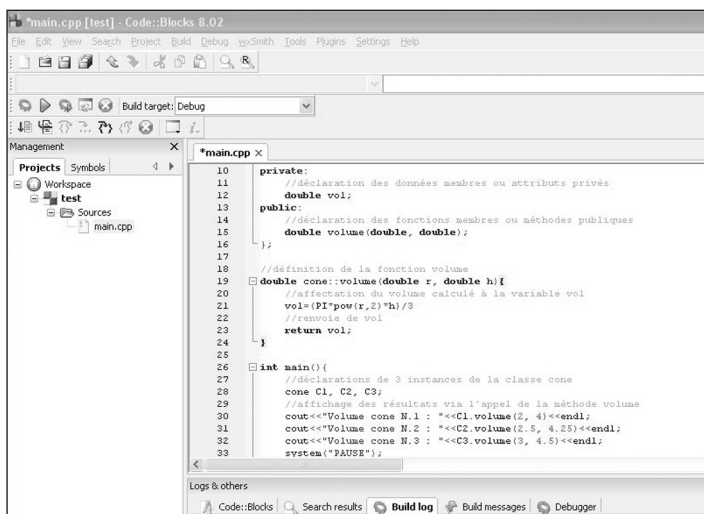 *main.cpp [test] - Code::Blocks 8.02
File Edit View Search Project Build Debug wxSmith Tools Plugins Settings Help
Build target: Debug
Management
Projects Symbols
Workspace
test
Sources
main.cpp
*main.cpp
10 private:
11 //déclaration des données membres ou attributs privés
12 double vol;
13 public:
14 //déclaration des fonctions membres ou méthodes publiques
15 double volume(double, double);
16 };
17
18 //définition de la fonction volume
19 double cone::volume(double r, double h){
20 //affectation du volume calculé à la variable vol
21 vol=(PI*pow(r,2)*h)/3
22 //renvoie de vol
23 return vol;
24 }
25
26 int main(){
27 //déclarations de 3 instances de la classe cone
28 cone C1, C2, C3;
29 //affichage des résultats via l'appel de la méthode volume
30 cout<<"Volume cone N.1 : "<<C1.volume(2, 4)<<endl;
31 cout<<"Volume cone N.2 : "<<C2.volume(2.5, 4.25)<<endl;
32 cout<<"Volume cone N.3 : "<<C3.volume(3, 4.5)<<endl;
33 system("PAUSE");
Logs & others
Code::Blocks Search results Build log Build messages Debugger